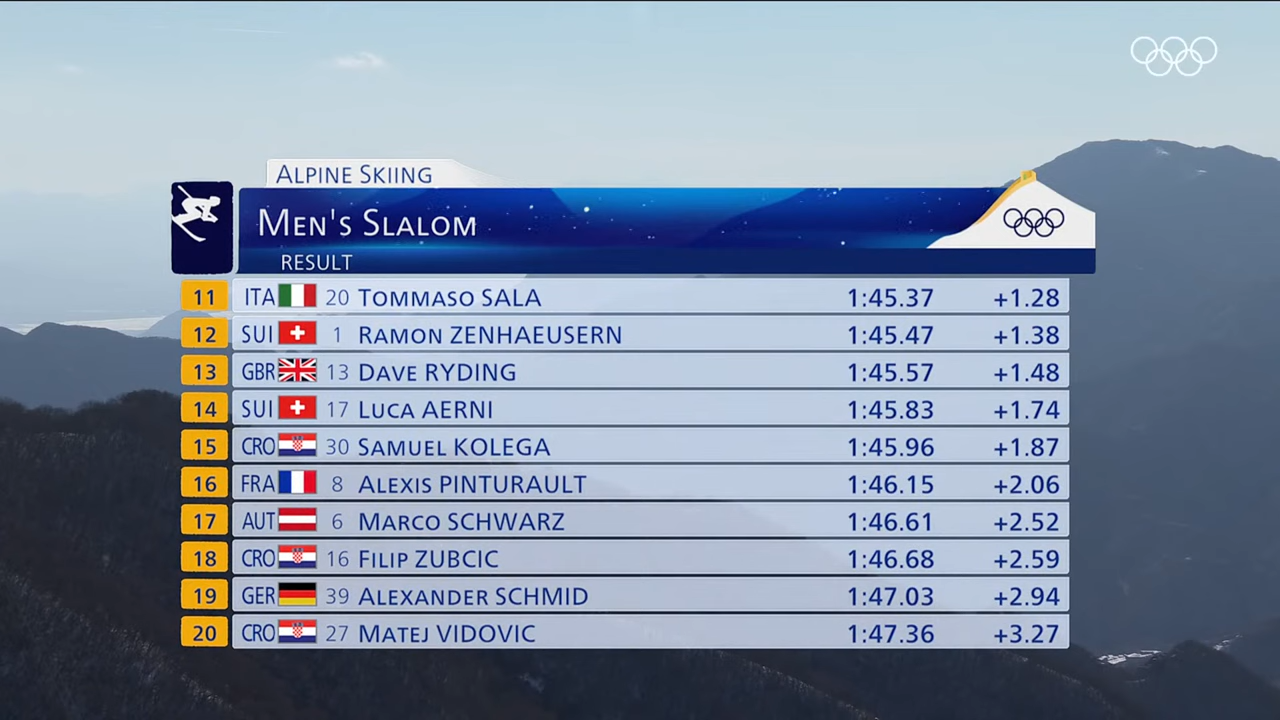 ALPINE SKIING
MEN'S SLALOM
RESULT
11 ITA 20 TOMMASO SALA 1:45.37 +1.28
12 SUI 1 RAMON ZENHAEUSERN 1:45.47 +1.38
13 GBR 13 DAVE RYDING 1:45.57 +1.48
14 SUI 17 LUCA AERNI 1:45.83 +1.74
15 CRO 30 SAMUEL KOLEGA 1:45.96 +1.87
16 FRA 8 ALEXIS PINTURAULT 1:46.15 +2.06
17 AUT 6 MARCO SCHWARZ 1:46.61 +2.52
18 CRO 16 FILIP ZUBCIC 1:46.68 +2.59
19 GER 39 ALEXANDER SCHMID 1:47.03 +2.94
20 CRO 27 MATEJ VIDOVIC 1:47.36 +3.27